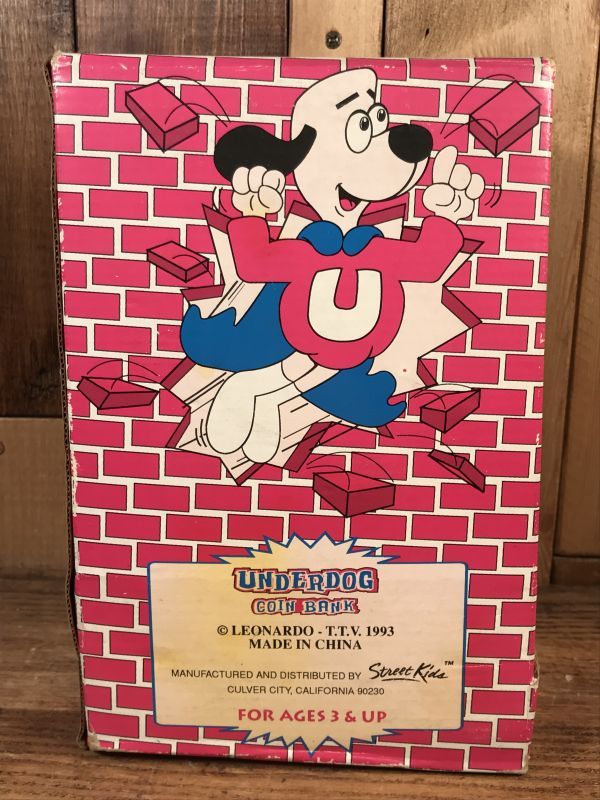 U
UNDERDOG
COIN BANK
© LEONARDO - T.T.V. 1993
MADE IN CHINA
MANUFACTURED AND DISTRIBUTED BY Street Kids™
CULVER CITY, CALIFORNIA 90230
FOR AGES 3 & UP